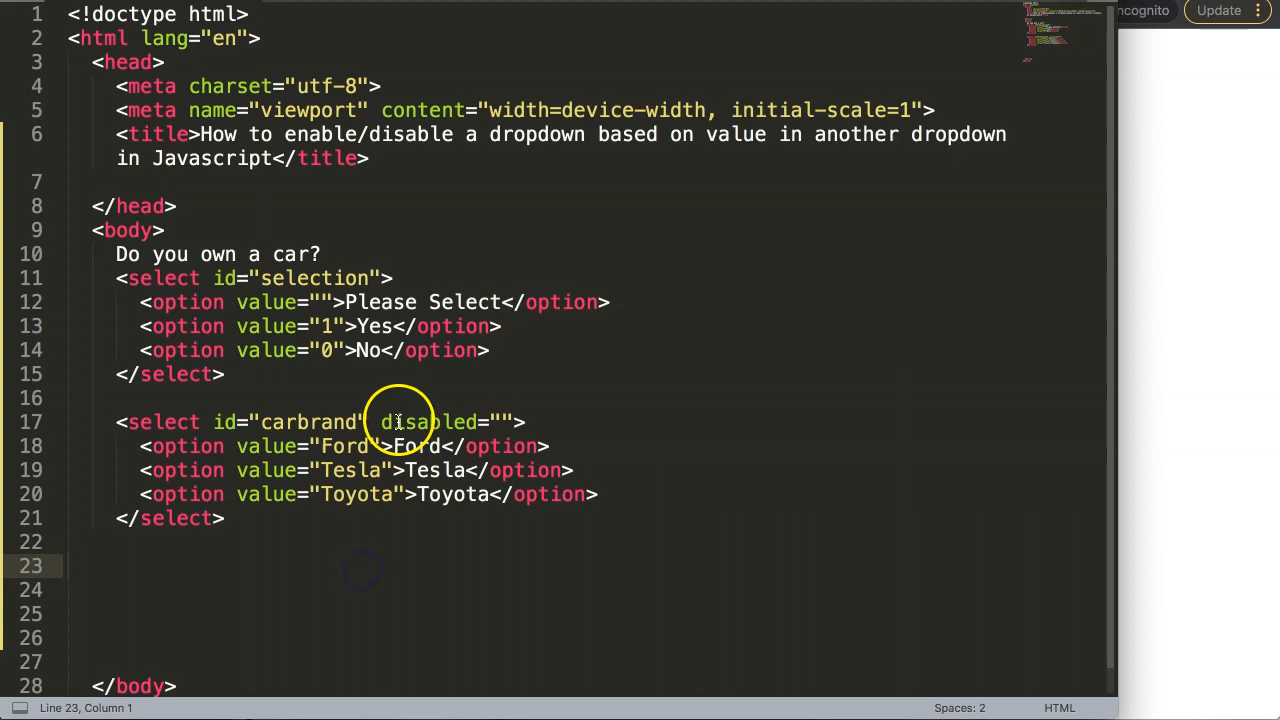 1 <!doctype html>
2 <html lang="en">
3 <head>
4 <meta charset="utf-8">
5 <meta name="viewport" content="width=device-width, initial-scale=1">
6 <title>How to enable/disable a dropdown based on value in another dropdown
in Javascript</title>
7
8 </head>
9 <body>
10 Do you own a car?
11 <select id="selection">
12 <option value="">Please Select</option>
13 <option value="1">Yes</option>
14 <option value="0">No</option>
15 </select>
16
17 <select id="carbrand" disabled="">
18 <option value="Ford">Ford</option>
19 <option value="Tesla">Tesla</option>
20 <option value="Toyota">Toyota</option>
21 </select>
22
23
24
25
26
27
28 </body>
Line 23, Column 1
Spaces: 2
HTML
Update